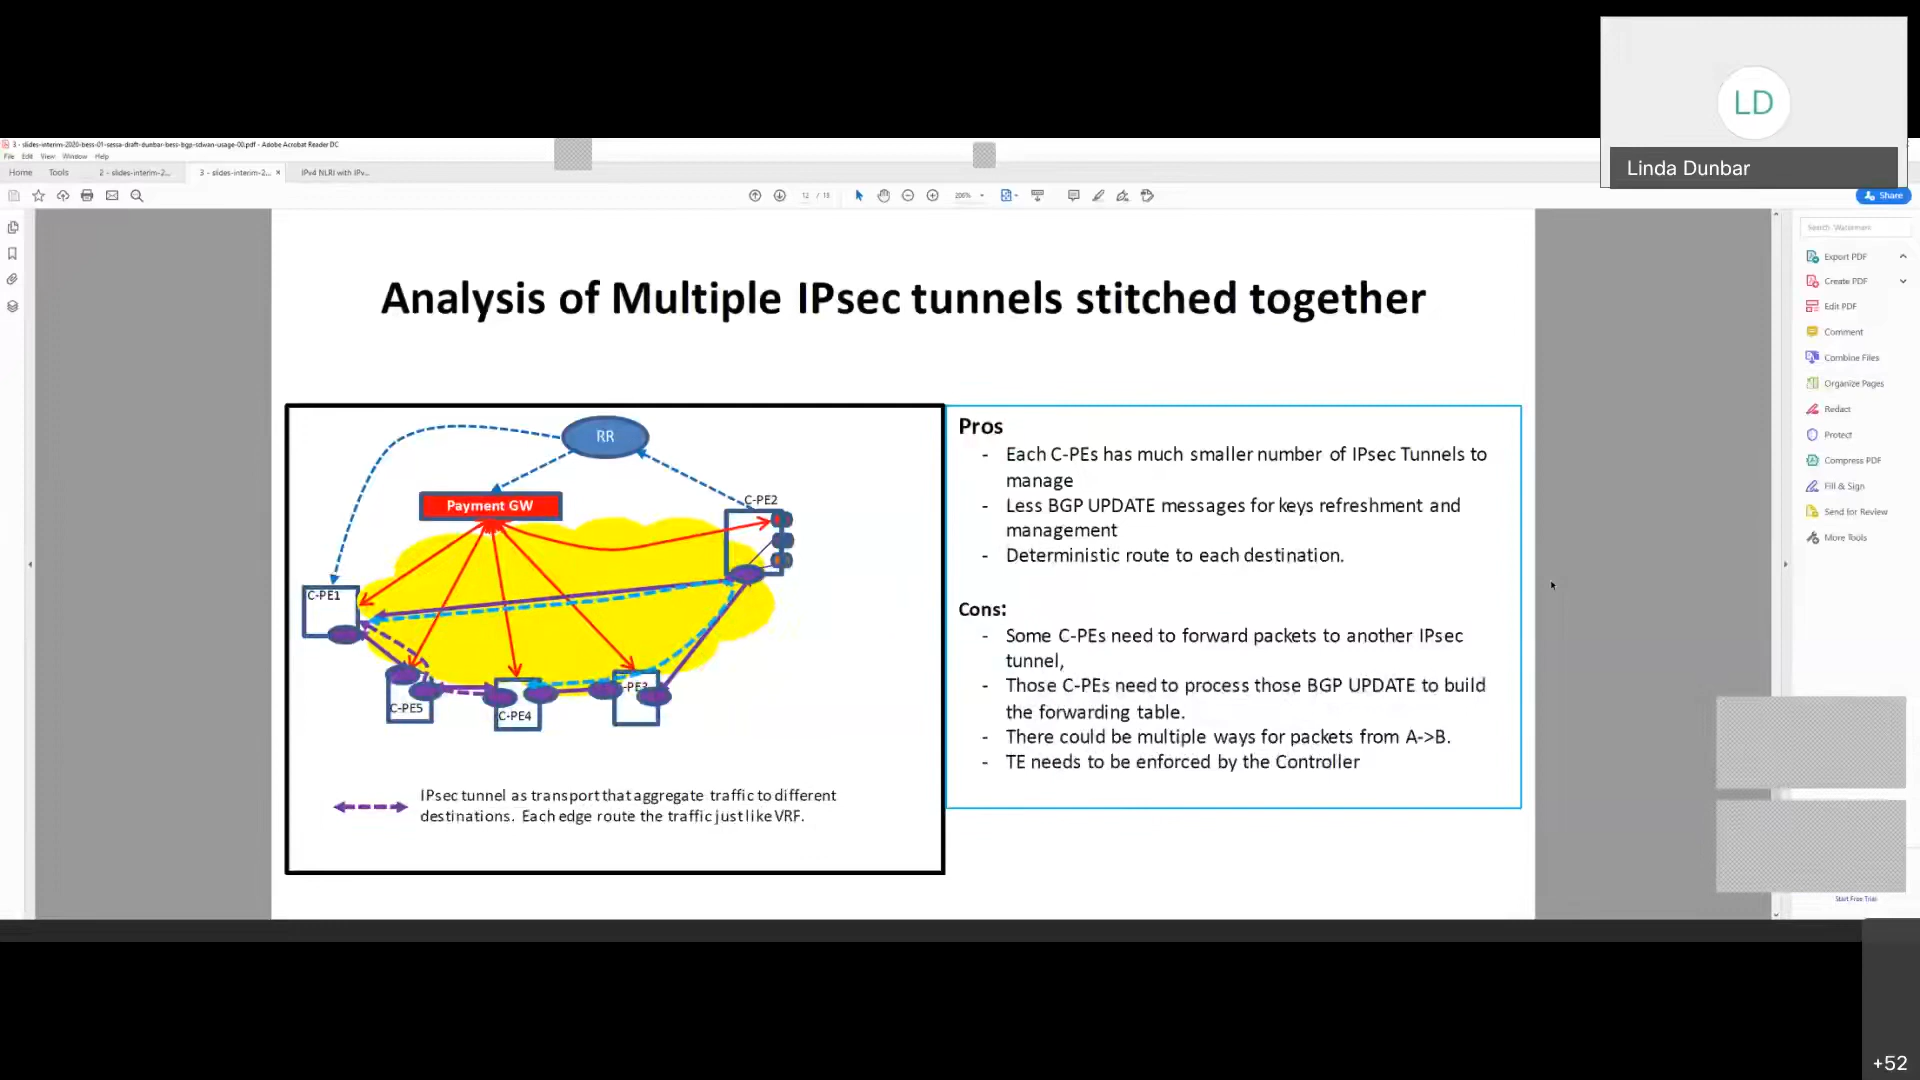 LD
Linda Dunbar
3 - slides-interim-2020-bess-01-sessa-draft-dunbar-bess-bgp-sdwan-usage-00.pdf - Adobe Acrobat Reader DC
File Edit View Window Help
Home Tools 2 - slides-interim-2... 3 - slides-interim-2... × IPv4 NLRI with IPv...
12 / 18 206%
Share
Search 'Watermark'
Export PDF
Create PDF
Edit PDF
Comment
Combine Files
Organize Pages
Redact
Protect
Compress PDF
Fill & Sign
Send for Review
More Tools
Start Free Trial
Analysis of Multiple IPsec tunnels stitched together
RR
Payment GW
C-PE2
C-PE1
C-PE5
C-PE4
-PE3
IPsec tunnel as transport that aggregate traffic to different
destinations. Each edge route the traffic just like VRF.
Pros
- Each C-PEs has much smaller number of IPsec Tunnels to
manage
- Less BGP UPDATE messages for keys refreshment and
management
- Deterministic route to each destination.
Cons:
- Some C-PEs need to forward packets to another IPsec
tunnel,
- Those C-PEs need to process those BGP UPDATE to build
the forwarding table.
- There could be multiple ways for packets from A->B.
- TE needs to be enforced by the Controller
+52